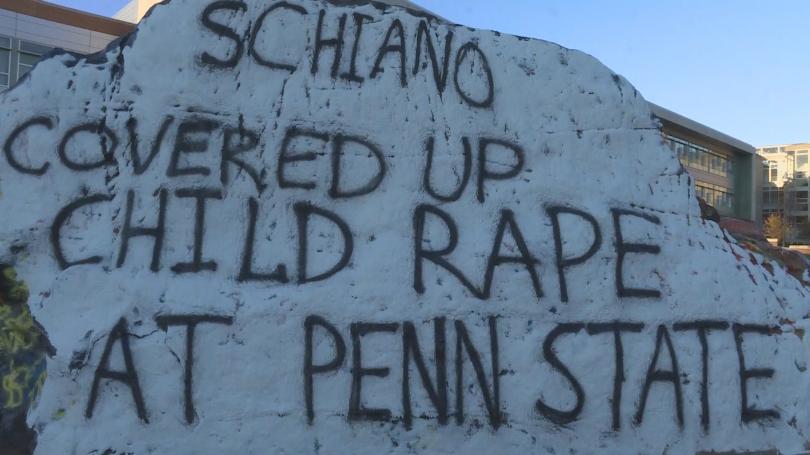 SCHIANO
COVERED UP
CHILD RAPE
AT PENN STATE